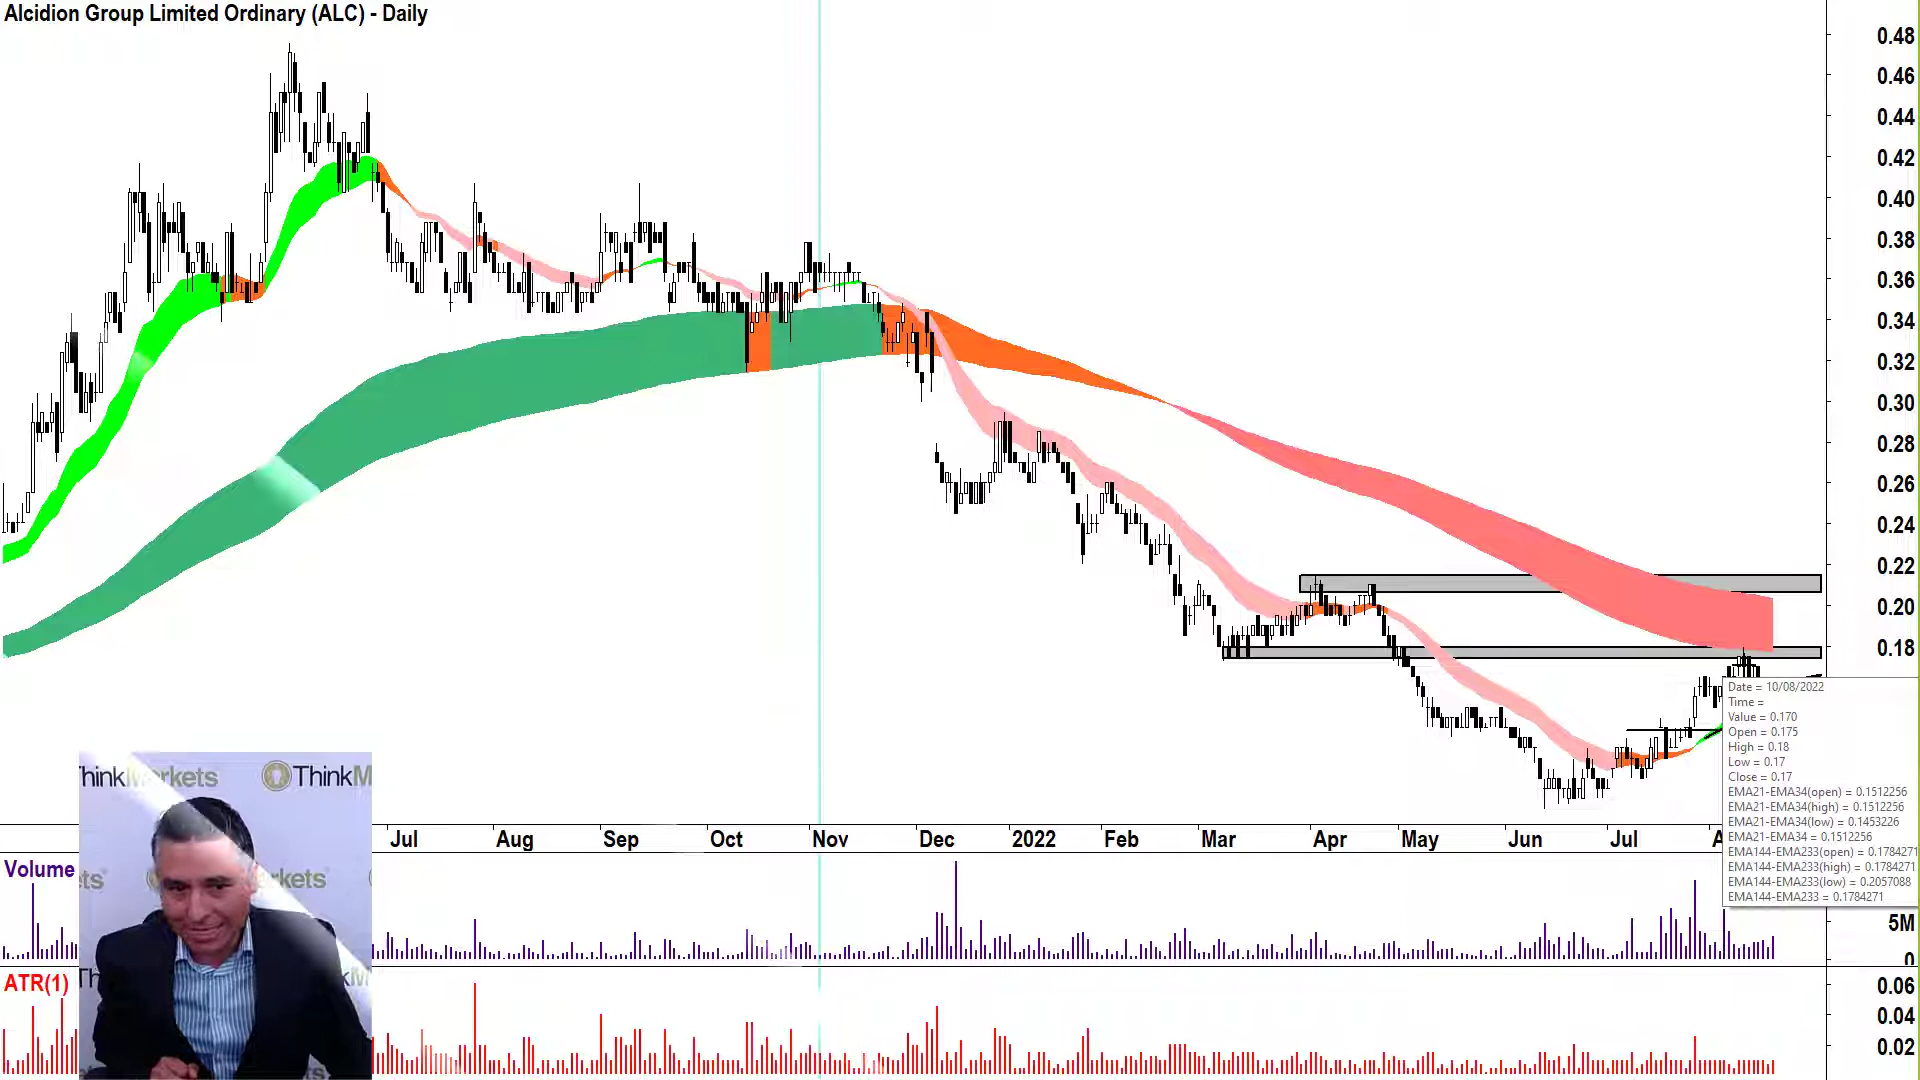 Alcidion Group Limited Ordinary (ALC) - Daily
0.48
0.46
0.44
0.42
0.40
0.38
0.36
0.34
0.32
0.30
0.28
0.26
0.24
0.22
0.20
0.18
Date = 10/08/2022
Time =
Value = 0.170
Open = 0.175
High = 0.18
Low = 0.17
Close = 0.17
EMA21-EMA34(open) = 0.1512256
EMA21-EMA34(high) = 0.1512256
EMA21-EMA34(low) = 0.1453226
EMA21-EMA34 = 0.1512256
EMA144-EMA233(open) = 0.1784271
EMA144-EMA233(high) = 0.1784271
EMA144-EMA233(low) = 0.2057088
EMA144-EMA233 = 0.1784271
ThinkMarkets ThinkM
Jul Aug Sep Oct Nov Dec 2022 Feb Mar Apr May Jun Jul A
Volume
5M
0
ATR(1)
0.06
0.04
0.02